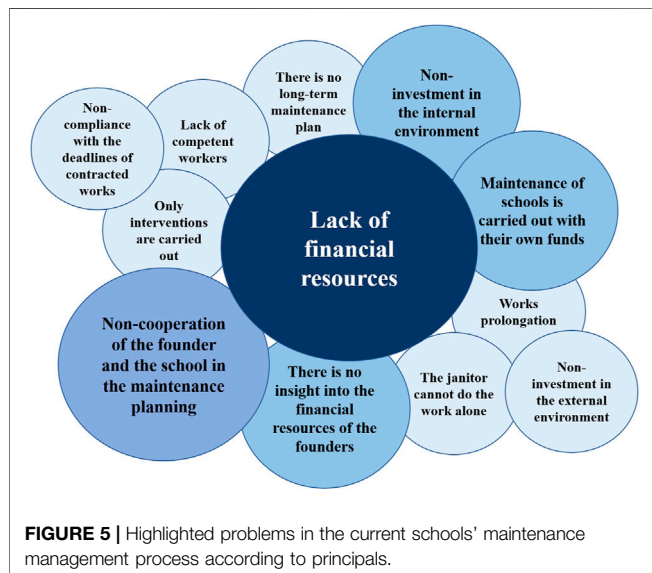 There is no
long-term
maintenance
plan
Non-
investment in
the internal
environment
Non-
compliance
with the
deadlines of
contracted
works
Lack of
competent
workers
Maintenance of
schools is
carried out with
their own funds
Only
interventions
are carried
out
Lack of
financial
resources
Works
prolongation
Non-cooperation
of the founder
and the school in
the maintenance
planning
There is no
insight into the
financial
resources of the
founders
The janitor
cannot do the
work alone
Non-
investment in
the external
environment
FIGURE 5 | Highlighted problems in the current schools’ maintenance
management process according to principals.